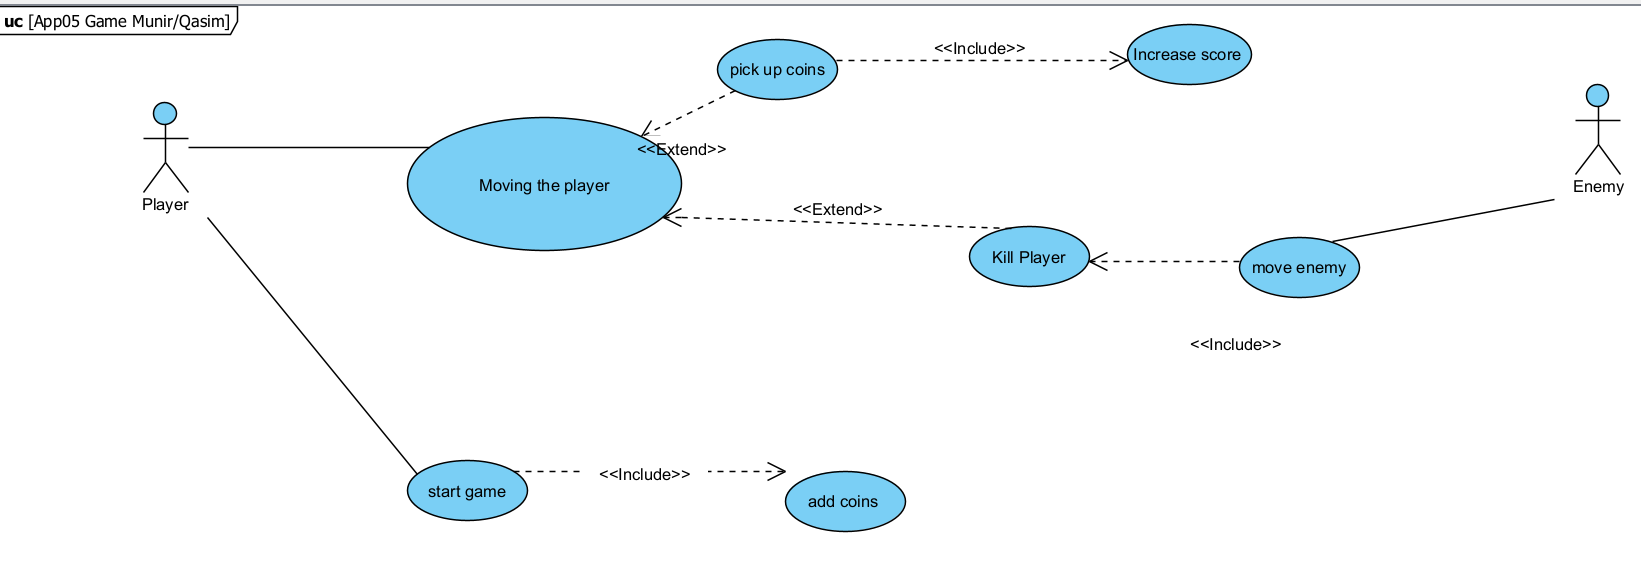 uc [App05 Game Munir/Qasim]
<<Include>>
Increase score
pick up coins
<<Extend>>
Moving the player
Player
Enemy
<<Extend>>
Kill Player
move enemy
<<Include>>
start game
<<Include>>
add coins